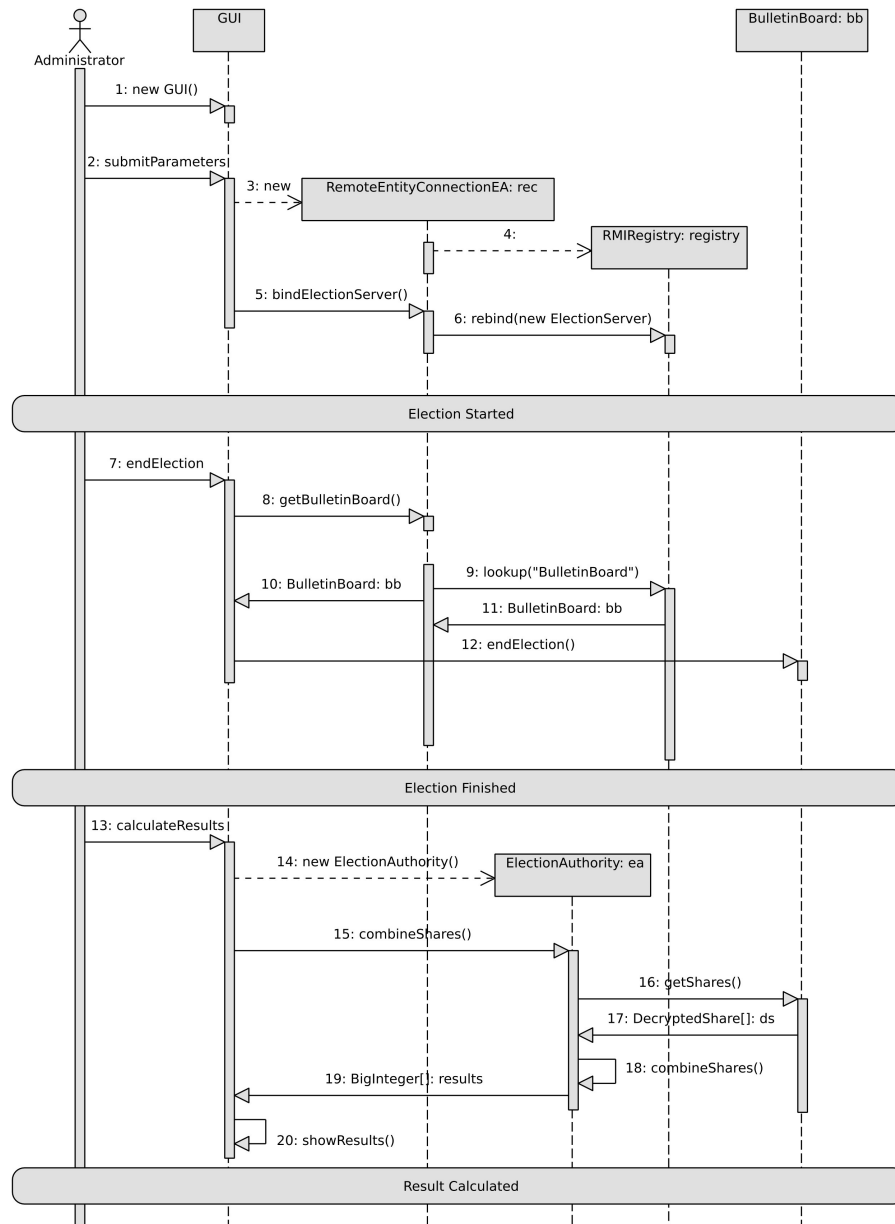 GUI
BulletinBoard: bb
Administrator
1: new GUI()
2: submitParameters
3: new
RemoteEntityConnectionEA: rec
4:
RMIRegistry: registry
5: bindElectionServer()
6: rebind(new ElectionServer)
Election Started
7: endElection
8: getBulletinBoard()
9: lookup("BulletinBoard")
10: BulletinBoard: bb
11: BulletinBoard: bb
12: endElection()
Election Finished
13: calculateResults
14: new ElectionAuthority()
ElectionAuthority: ea
15: combineShares()
16: getShares()
17: DecryptedShare[]: ds
18: combineShares()
19: BigInteger[]: results
20: showResults()
Result Calculated